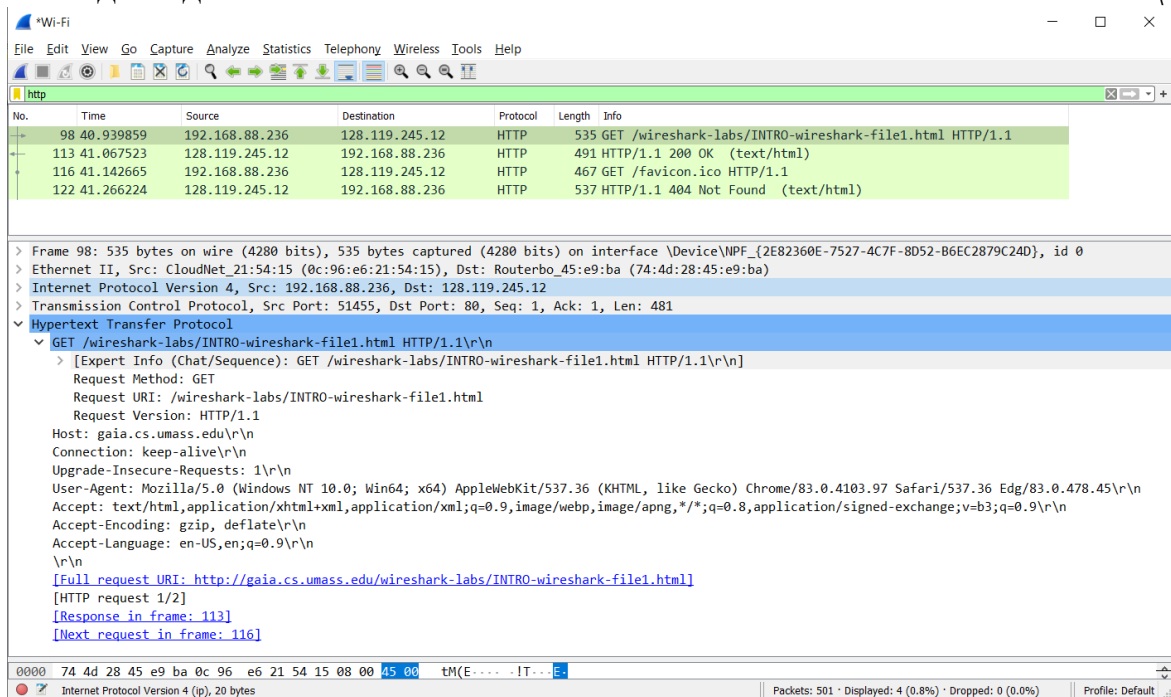 *Wi-Fi
File Edit View Go Capture Analyze Statistics Telephony Wireless Tools Help
http
No. Time Source Destination Protocol Length Info
98 40.939859 192.168.88.236 128.119.245.12 HTTP 535 GET /wireshark-labs/INTRO-wireshark-file1.html HTTP/1.1
113 41.067523 128.119.245.12 192.168.88.236 HTTP 491 HTTP/1.1 200 OK (text/html)
116 41.142665 192.168.88.236 128.119.245.12 HTTP 467 GET /favicon.ico HTTP/1.1
122 41.266224 128.119.245.12 192.168.88.236 HTTP 537 HTTP/1.1 404 Not Found (text/html)
> Frame 98: 535 bytes on wire (4280 bits), 535 bytes captured (4280 bits) on interface \Device\NPF_{2E82360E-7527-4C7F-8D52-B6EC2879C24D}, id 0
> Ethernet II, Src: CloudNet_21:54:15 (0c:96:e6:21:54:15), Dst: Routerbo_45:e9:ba (74:4d:28:45:e9:ba)
> Internet Protocol Version 4, Src: 192.168.88.236, Dst: 128.119.245.12
> Transmission Control Protocol, Src Port: 51455, Dst Port: 80, Seq: 1, Ack: 1, Len: 481
Hypertext Transfer Protocol
GET /wireshark-labs/INTRO-wireshark-file1.html HTTP/1.1\r\n
> [Expert Info (Chat/Sequence): GET /wireshark-labs/INTRO-wireshark-file1.html HTTP/1.1\r\n]
Request Method: GET
Request URI: /wireshark-labs/INTRO-wireshark-file1.html
Request Version: HTTP/1.1
Host: gaia.cs.umass.edu\r\n
Connection: keep-alive\r\n
Upgrade-Insecure-Requests: 1\r\n
User-Agent: Mozilla/5.0 (Windows NT 10.0; Win64; x64) AppleWebKit/537.36 (KHTML, like Gecko) Chrome/83.0.4103.97 Safari/537.36 Edg/83.0.478.45\r\n
Accept: text/html,application/xhtml+xml,application/xml;q=0.9,image/webp,image/apng,*/*;q=0.8,application/signed-exchange;v=b3;q=0.9\r\n
Accept-Encoding: gzip, deflate\r\n
Accept-Language: en-US,en;q=0.9\r\n
\r\n
[Full request URI: http://gaia.cs.umass.edu/wireshark-labs/INTRO-wireshark-file1.html]
[HTTP request 1/2]
[Response in frame: 113]
[Next request in frame: 116]
0000 74 4d 28 45 e9 ba 0c 96 e6 21 54 15 08 00 45 00 tM(E···· ·!T···E·
Internet Protocol Version 4 (ip), 20 bytes Packets: 501 · Displayed: 4 (0.8%) · Dropped: 0 (0.0%) Profile: Default